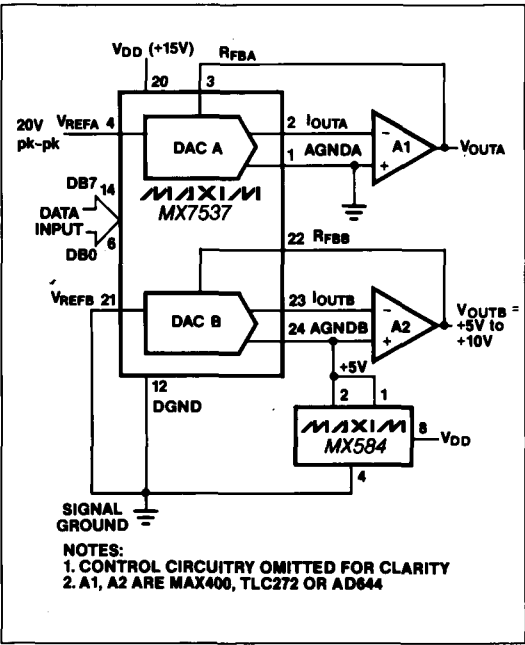 VDD (+15V)
RFBA
20
3
20V
pk-pk
VREFA 4
DAC A
2 IOUTA
1 AGNDA
-
+
A1
VOUTA
MAXIM
MX7537
DB7 14
DATA
INPUT
6
DB0
22 RFBB
VREFB 21
DAC B
23 IOUTB
24 AGNDB
-
+
A2
VOUTB =
+5V to
+10V
12
DGND
+5V
2
1
MAXIM
MX584
8
VDD
4
SIGNAL
GROUND
NOTES:
1. CONTROL CIRCUITRY OMITTED FOR CLARITY
2. A1, A2 ARE MAX400, TLC272 OR AD644